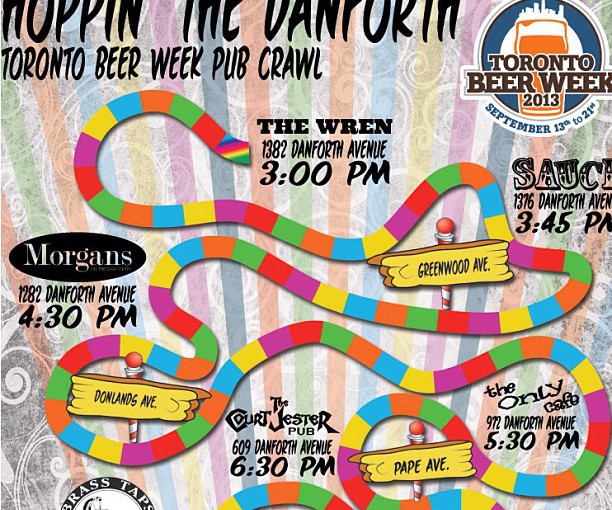 HOPPIN' THE DANFORTH
TORONTO BEER WEEK PUB CRAWL
TORONTO
BEER WEEK
2013
SEPTEMBER 13th to 21st
THE WREN
1382 DANFORTH AVENUE
3:00 PM
SAUC
1376 DANFORTH AVEN
3:45 PM
GREENWOOD AVE.
Morgans
ON THE DANFORTH
1282 DANFORTH AVENUE
4:30 PM
DONLANDS AVE.
the
Only
Cafe
972 DANFORTH AVENUE
5:30 PM
The
Court Jester
PUB
609 DANFORTH AVENUE
6:30 PM
PAPE AVE.
BRASS TAPS